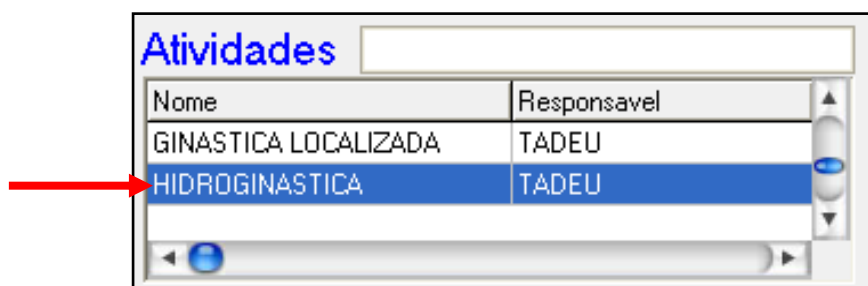 Atividades
Nome Responsavel
GINASTICA LOCALIZADA TADEU
HIDROGINASTICA TADEU